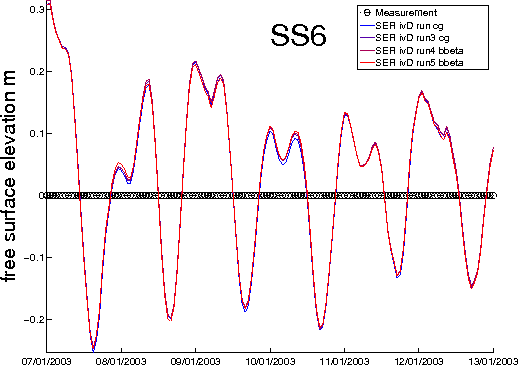 SS6
Measurement
SER ivD run cg
SER ivD run3 cg
SER ivD run4 bbeta
SER ivD run5 bbeta
free surface elevation m
0.3
0.2
0.1
0
-0.1
-0.2
07/01/2003 08/01/2003 09/01/2003 10/01/2003 11/01/2003 12/01/2003 13/01/2003